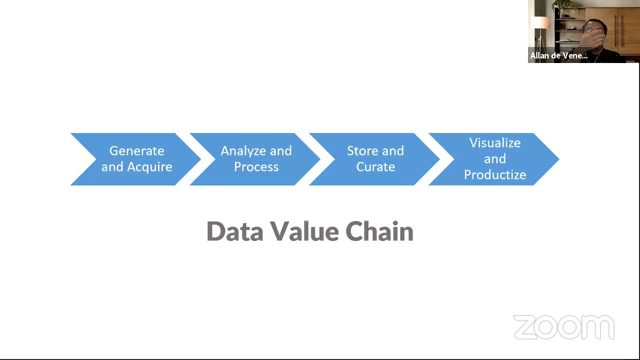 Allan de Vene...
Generate
and Acquire
Analyze and
Process
Store and
Curate
Visualize
and
Productize
Data Value Chain
zoom